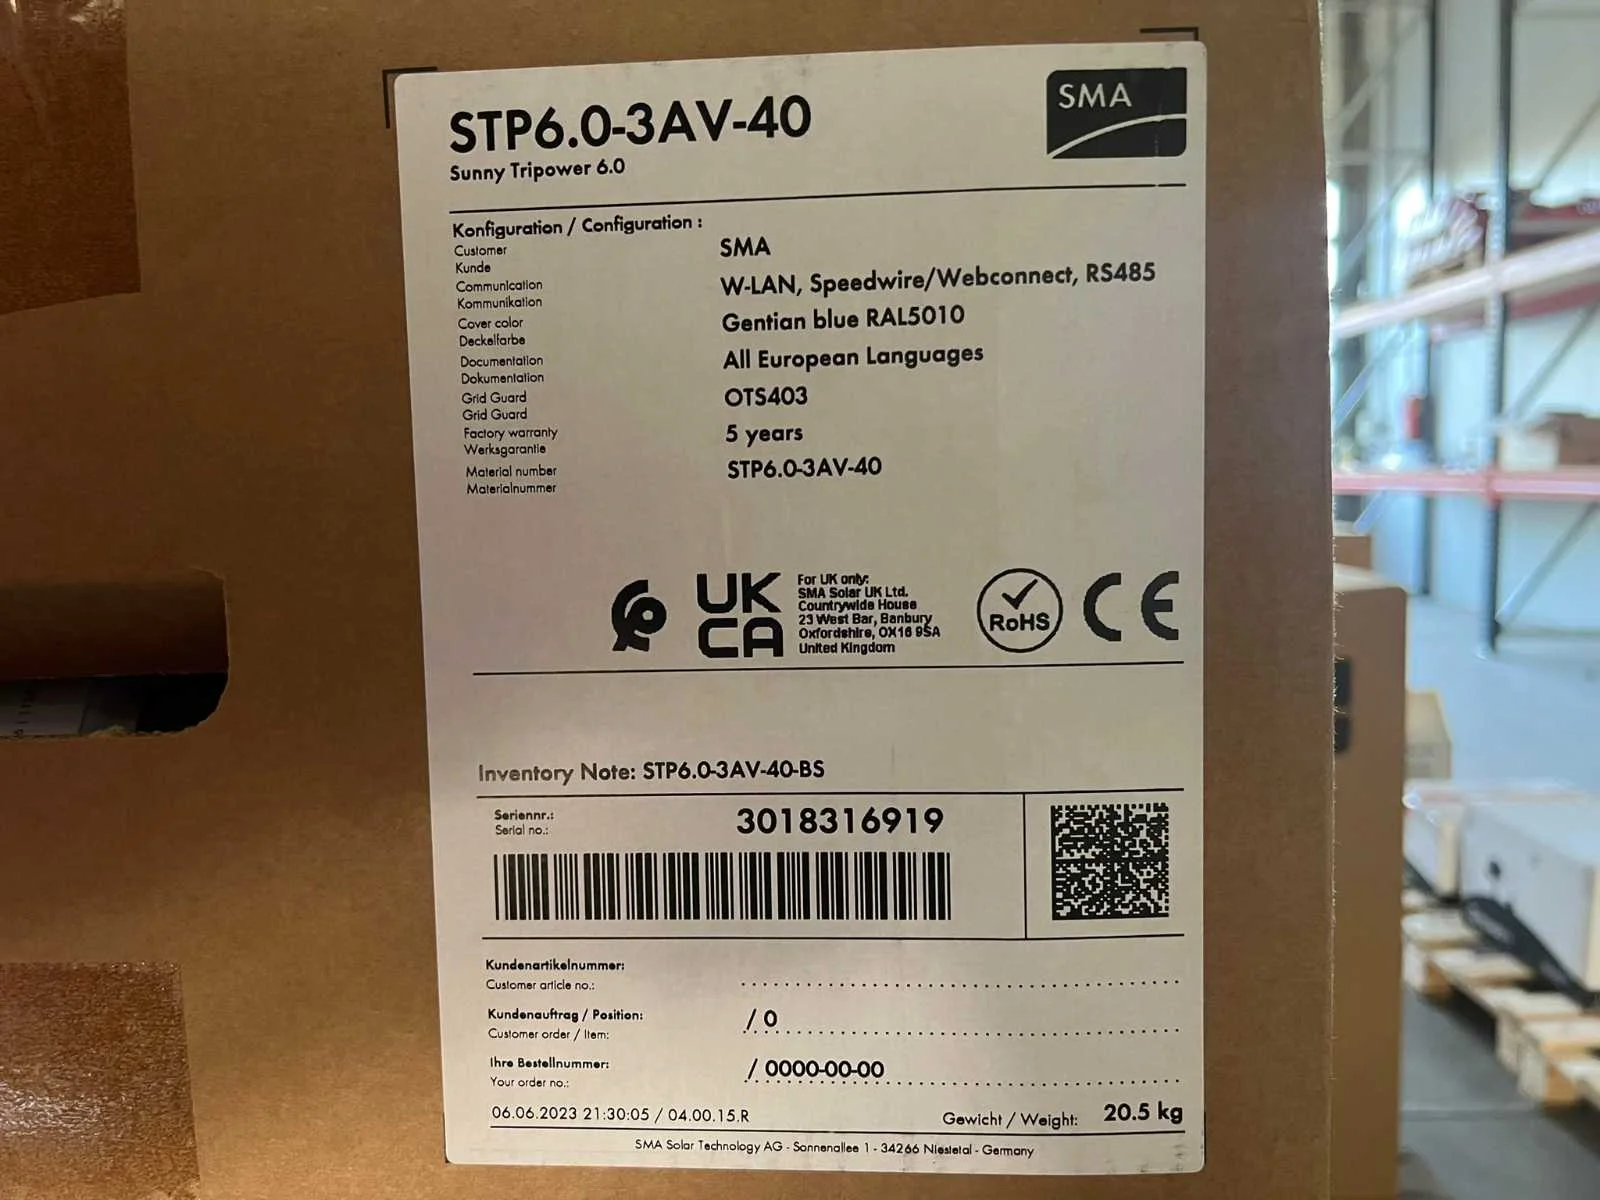 STP6.0-3AV-40
SMA
Sunny Tripower 6.0
Konfiguration / Configuration :
Customer
Kunde
SMA
Communication
Kommunikation
W-LAN, Speedwire/Webconnect, RS485
Cover color
Deckelfarbe
Gentian blue RAL5010
Documentation
Dokumentation
All European Languages
Grid Guard
Grid Guard
OTS403
Factory warranty
Werksgarantie
5 years
Material number
Materialnummer
STP6.0-3AV-40
UK
CA
For UK only:
SMA Solar UK Ltd.
Countrywide House
23 West Bar, Banbury
Oxfordshire, OX16 9SA
United Kingdom
RoHS
CE
Inventory Note: STP6.0-3AV-40-BS
Seriennr.:
Serial no.:
3018316919
Kundenartikelnummer:
Customer article no.:
Kundenauftrag / Position:
Customer order / Item:
/ 0
Ihre Bestellnummer:
Your order no.:
/ 0000-00-00
06.06.2023 21:30:05 / 04.00.15.R
Gewicht / Weight: 20.5 kg
SMA Solar Technology AG - Sonnenallee 1 - 34266 Niestetal - Germany